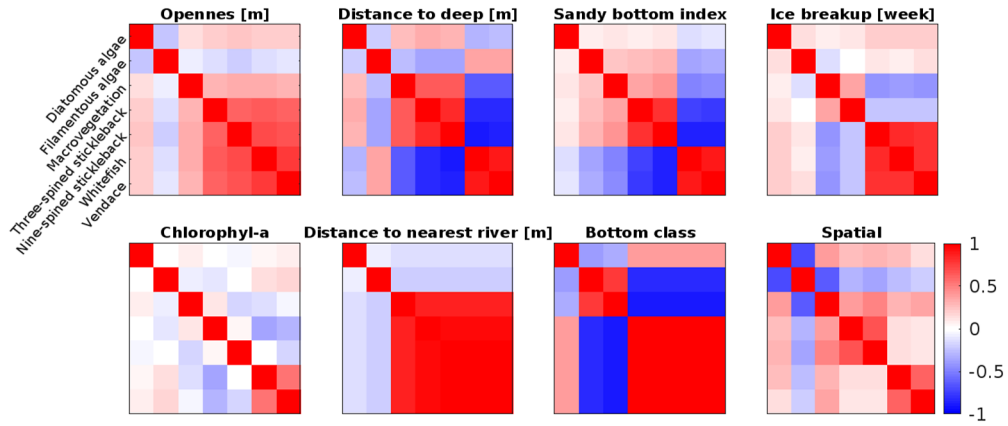 Opennes [m]
Distance to deep [m]
Sandy bottom index
Ice breakup [week]
Diatomous algae
Filamentous algae
Macrovegetation
Three-spined stickleback
Nine-spined stickleback
Whitefish
Vendace
Chlorophyl-a
Distance to nearest river [m]
Bottom class
Spatial
1
0.5
0
-0.5
-1